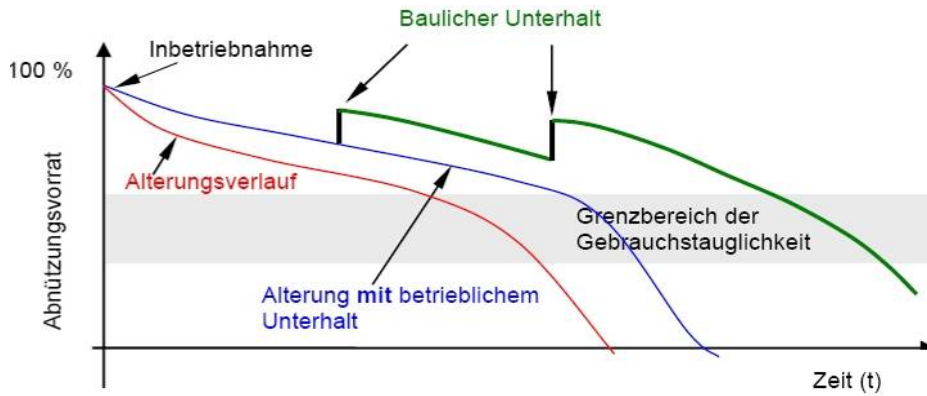 Baulicher Unterhalt
Inbetriebnahme
100 %
Alterungsverlauf
Grenzbereich der
Gebrauchstauglichkeit
Abnützungsvorrat
Alterung mit betrieblichem
Unterhalt
Zeit (t)